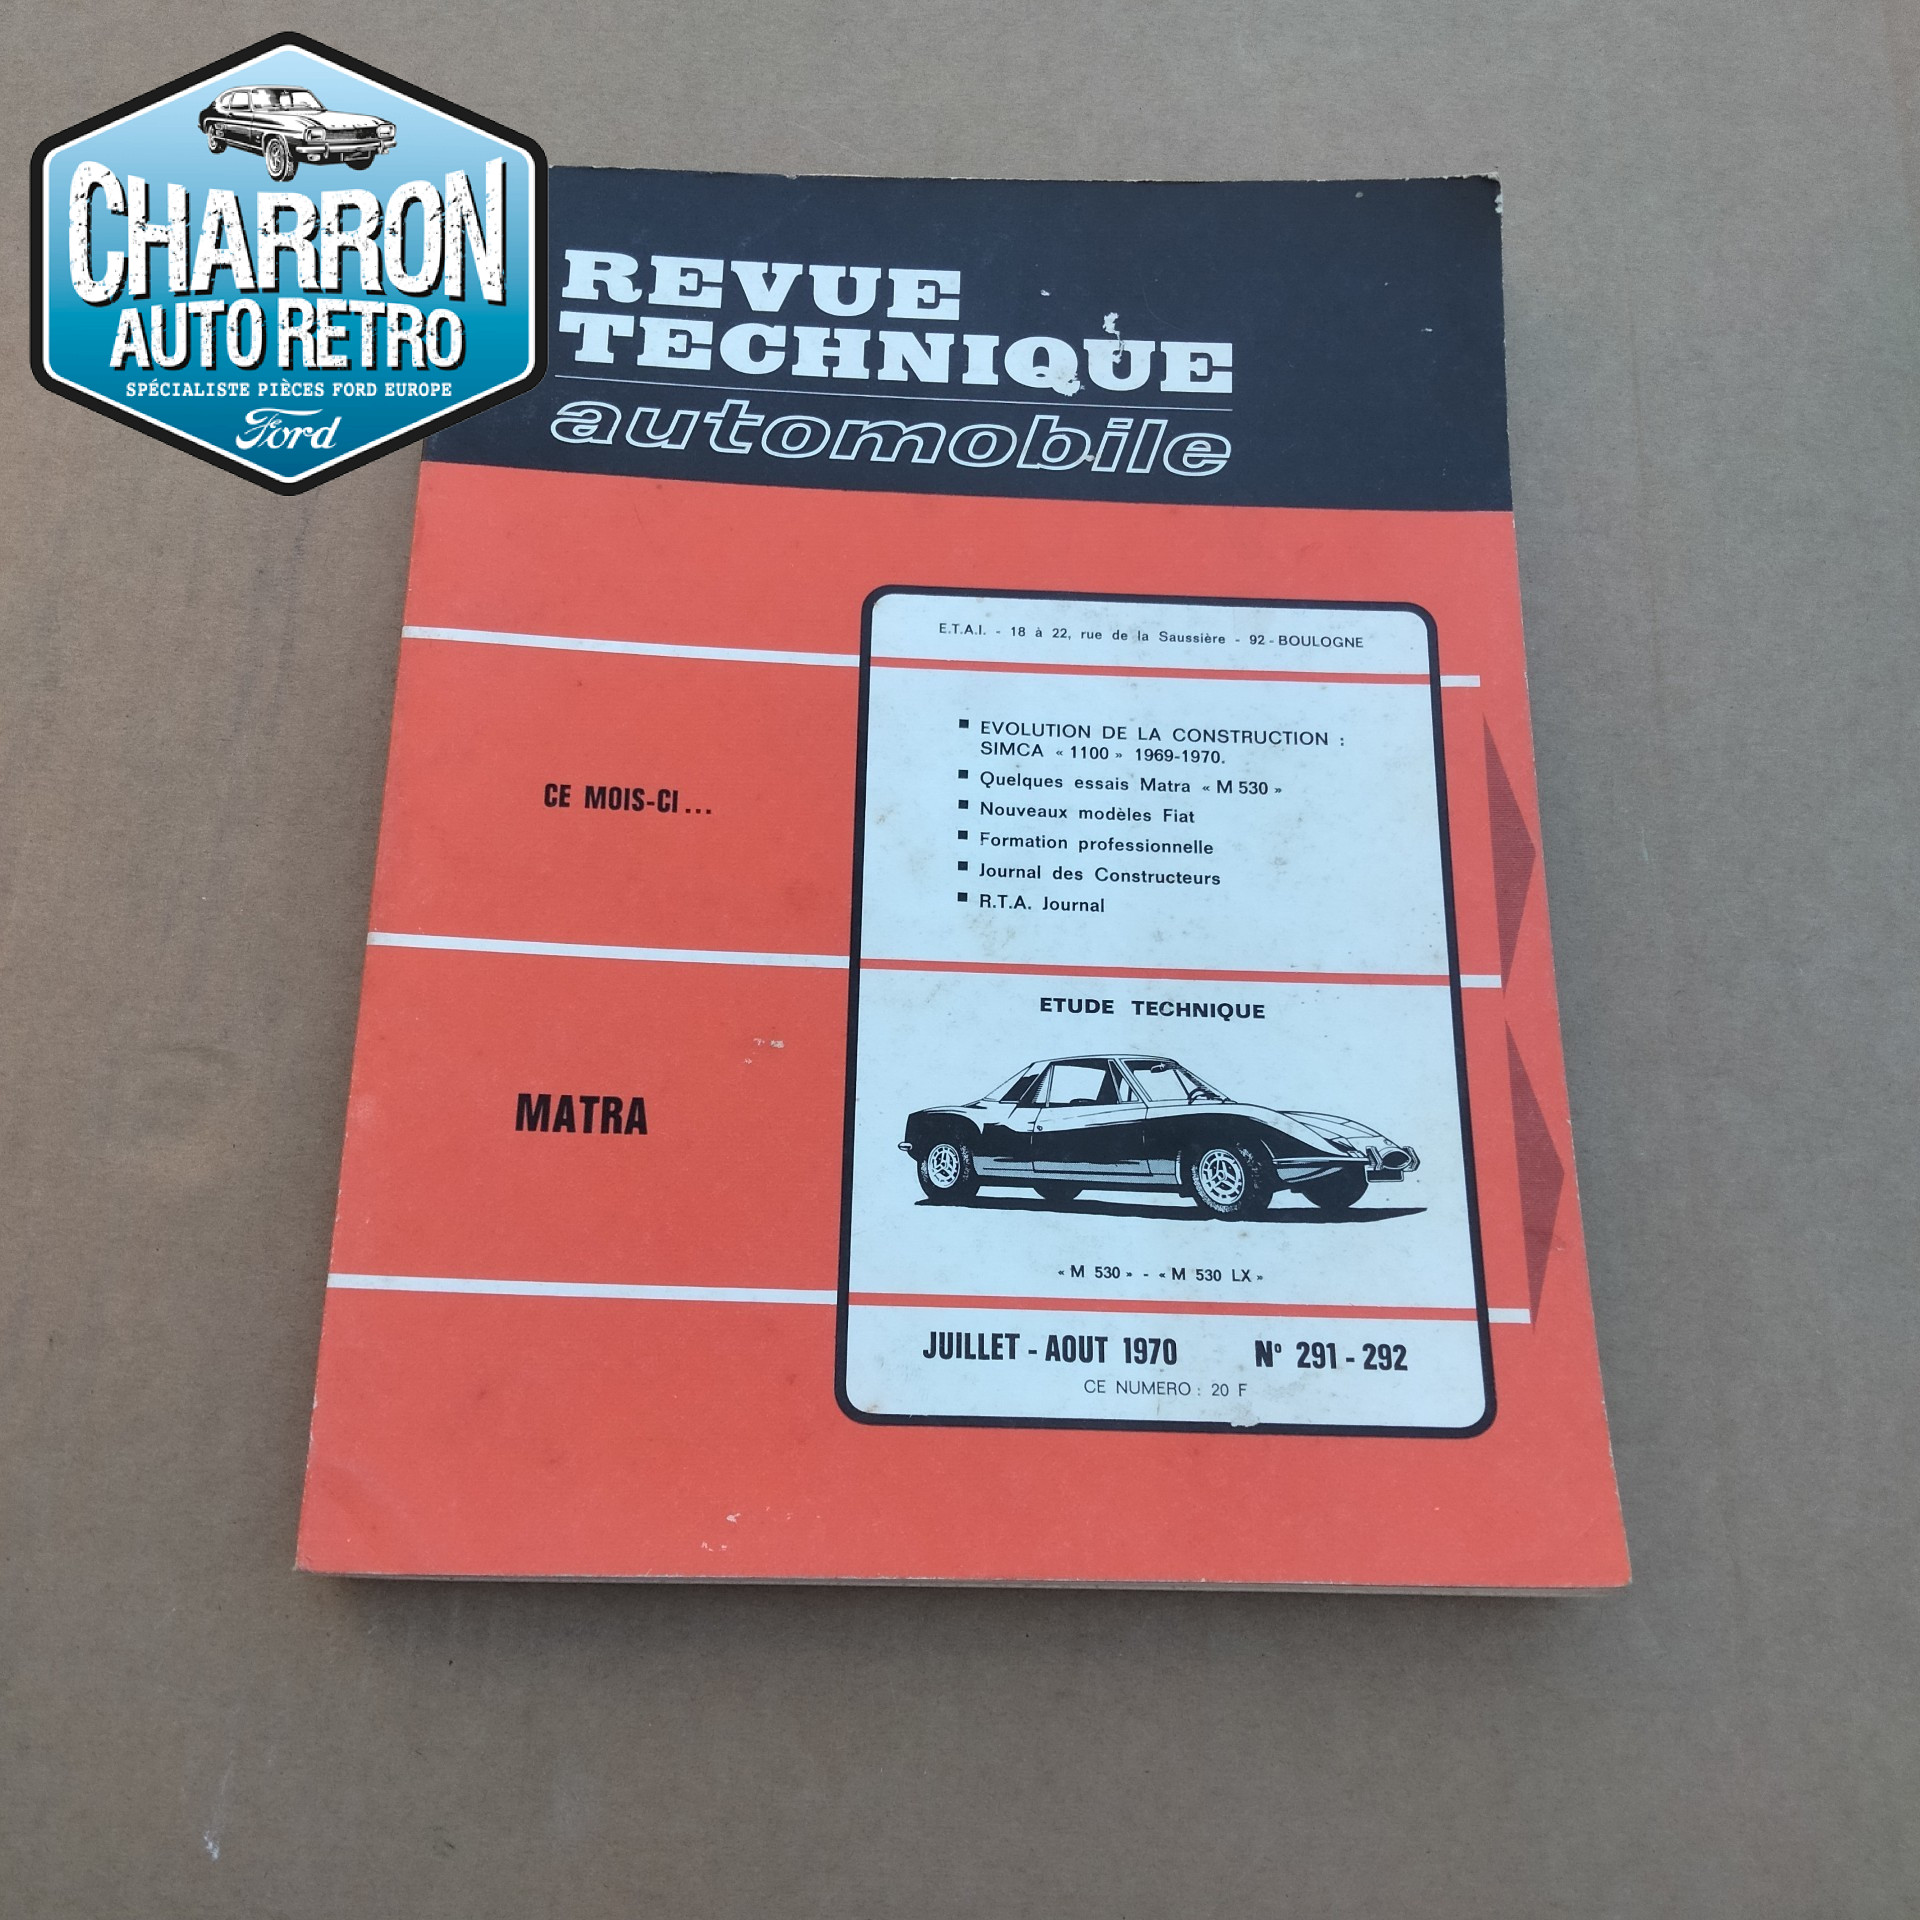 CHARRON
AUTO RETRO
SPÉCIALISTE PIÈCES FORD EUROPE
Ford
REVUE
TECHNIQUE
automobile
E.T.A.I. - 18 à 22, rue de la Saussière - 92 - BOULOGNE
CE MOIS-CI...
▪ EVOLUTION DE LA CONSTRUCTION :
SIMCA « 1100 » 1969-1970.
▪ Quelques essais Matra « M 530 »
▪ Nouveaux modèles Fiat
▪ Formation professionnelle
▪ Journal des Constructeurs
▪ R.T.A. Journal
MATRA
ETUDE TECHNIQUE
« M 530 » - « M 530 LX »
JUILLET - AOUT 1970 N° 291 - 292
CE NUMERO : 20 F